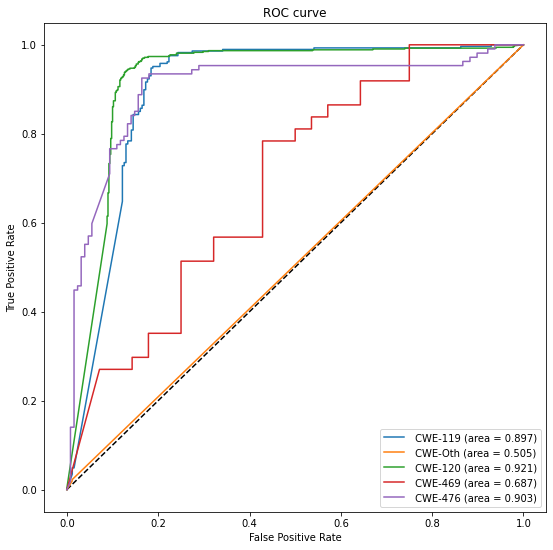 ROC curve
True Positive Rate
1.0
0.8
0.6
0.4
0.2
0.0
CWE-119 (area = 0.897)
CWE-Oth (area = 0.505)
CWE-120 (area = 0.921)
CWE-469 (area = 0.687)
CWE-476 (area = 0.903)
0.0 0.2 0.4 0.6 0.8 1.0
False Positive Rate